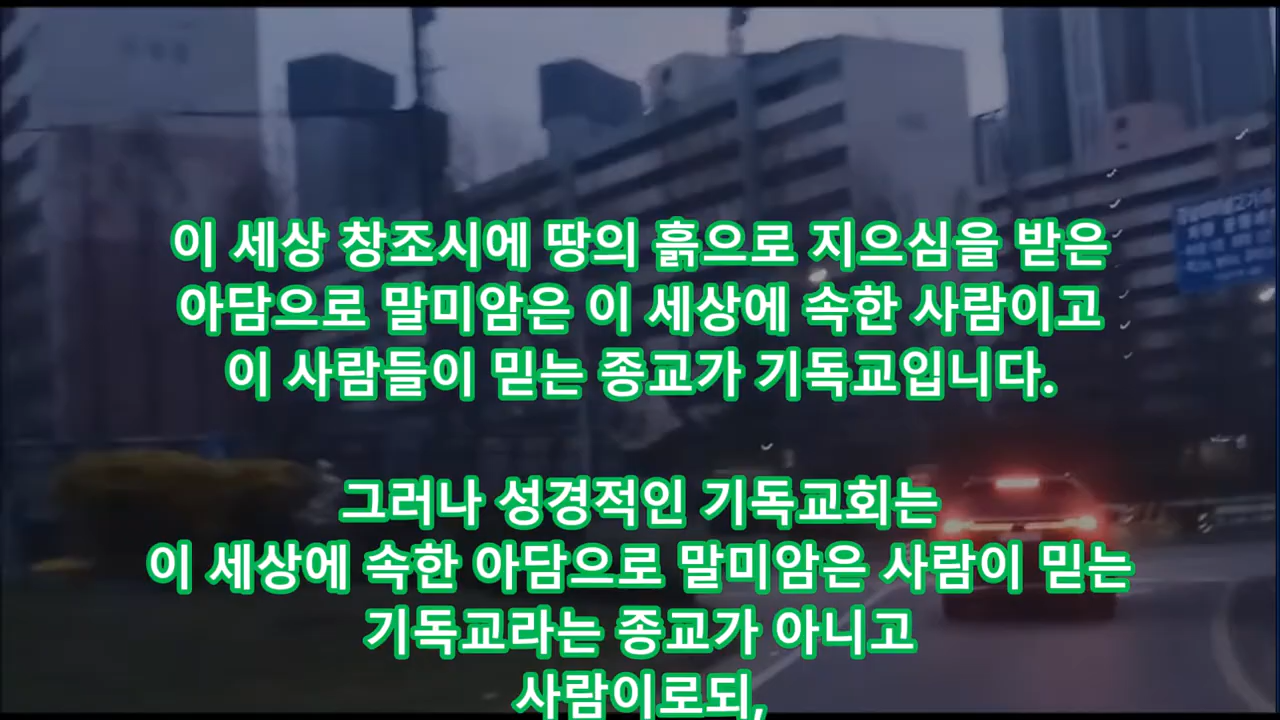 이 세상 창조시에 땅의 흙으로 지으심을 받은
아담으로 말미암은 이 세상에 속한 사람이고
이 사람들이 믿는 종교가 기독교입니다.
그러나 성경적인 기독교회는
이 세상에 속한 아담으로 말미암은 사람이 믿는
기독교라는 종교가 아니고
사람이로되,